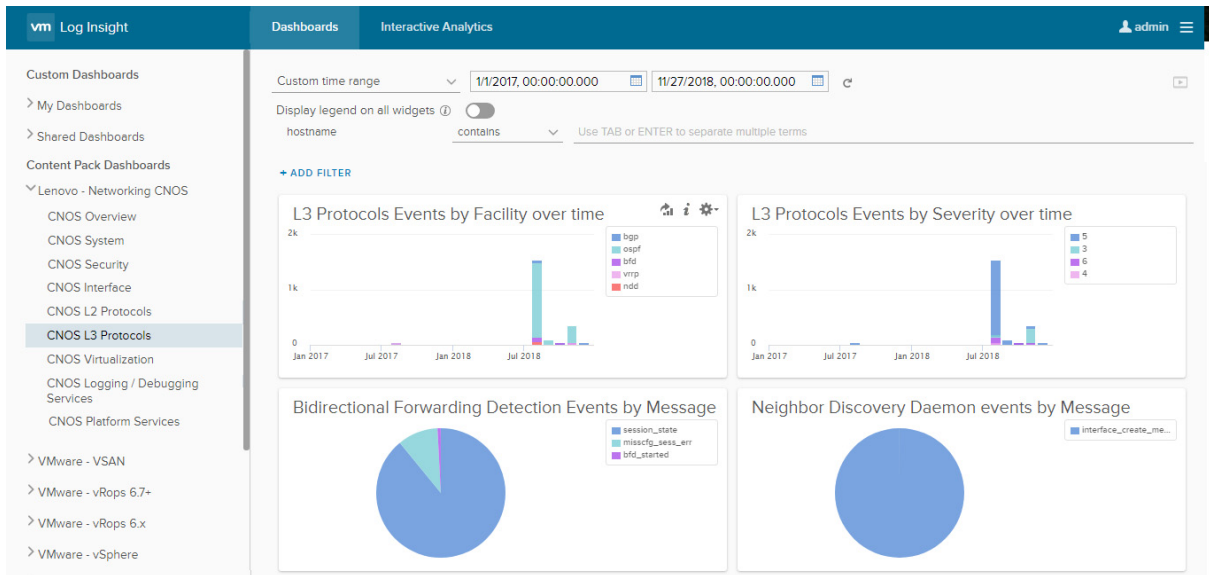 vm Log Insight
Dashboards
Interactive Analytics
admin
Custom Dashboards
My Dashboards
Shared Dashboards
Content Pack Dashboards
Lenovo - Networking CNOS
CNOS Overview
CNOS System
CNOS Security
CNOS Interface
CNOS L2 Protocols
CNOS L3 Protocols
CNOS Virtualization
CNOS Logging / Debugging
Services
CNOS Platform Services
VMware - VSAN
VMware - vRops 6.7+
VMware - vRops 6.x
VMware - vSphere
Custom time range
1/1/2017, 00:00:00.000
11/27/2018, 00:00:00.000
Display legend on all widgets i
hostname
contains
Use TAB or ENTER to separate multiple terms
+ ADD FILTER
L3 Protocols Events by Facility over time
i
2k
1k
0
Jan 2017
Jul 2017
Jan 2018
Jul 2018
bgp
ospf
bfd
vrrp
ndd
L3 Protocols Events by Severity over time
2k
1k
0
Jan 2017
Jul 2017
Jan 2018
Jul 2018
5
3
6
4
Bidirectional Forwarding Detection Events by Message
session_state
misscfg_sess_err
bfd_started
Neighbor Discovery Daemon events by Message
interface_create_me...